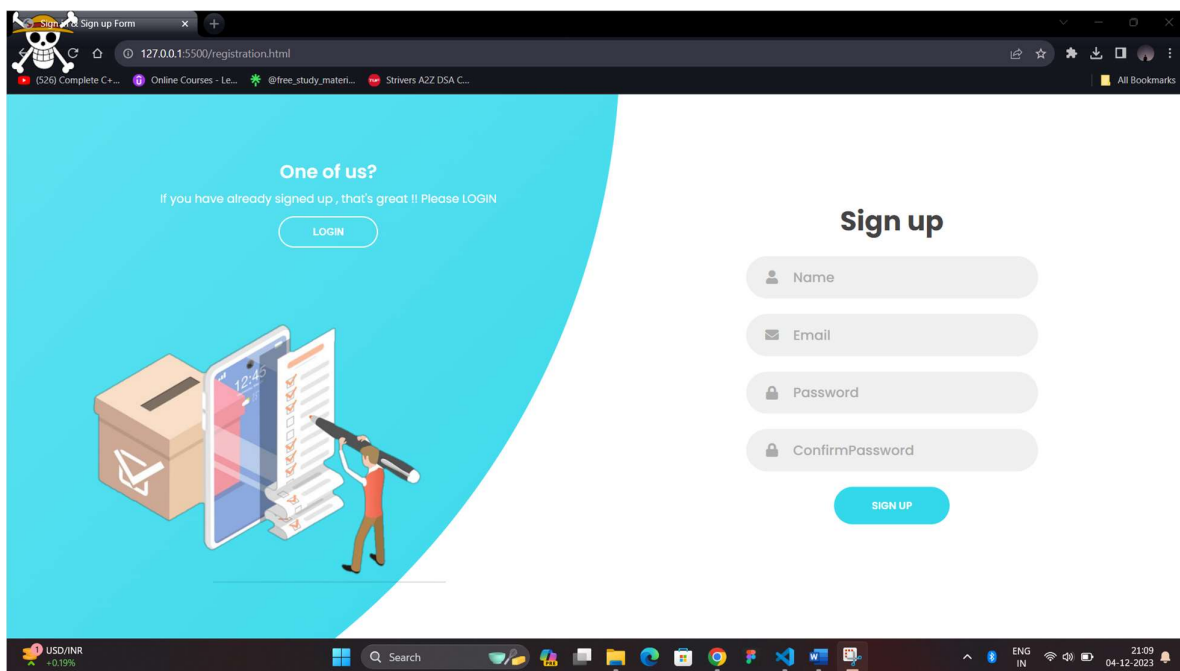 Sign in & Sign up Form
127.0.0.1:5500/registration.html
(526) Complete C+...
Online Courses - Le...
@free_study_materi...
Strivers A2Z DSA C...
All Bookmarks
One of us?
If you have already signed up , that's great !! Please LOGIN
LOGIN
12:45
Sign up
Name
Email
Password
ConfirmPassword
SIGN UP
1
USD/INR
+0.19%
Search
PRE
ENG
IN
21:09
04-12-2023